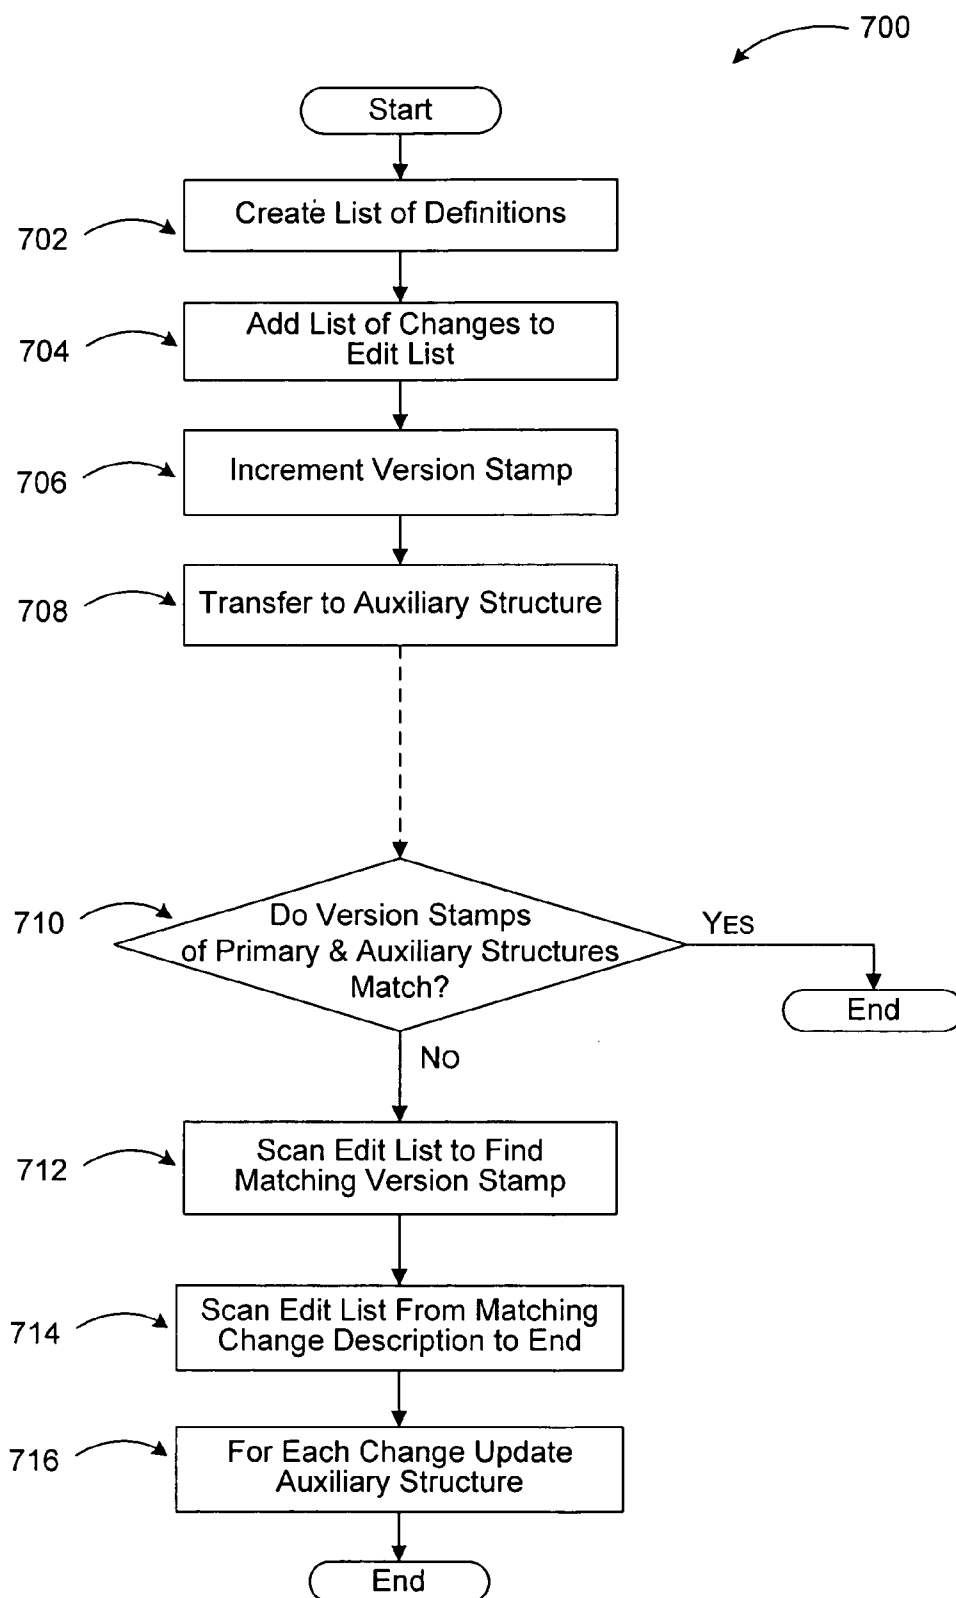 700
Start
Create List of Definitions
702
Add List of Changes to
Edit List
704
Increment Version Stamp
706
Transfer to Auxiliary Structure
708
Do Version Stamps
of Primary & Auxiliary Structures
Match?
710
YES
End
NO
Scan Edit List to Find
Matching Version Stamp
712
Scan Edit List From Matching
Change Description to End
714
For Each Change Update
Auxiliary Structure
716
End